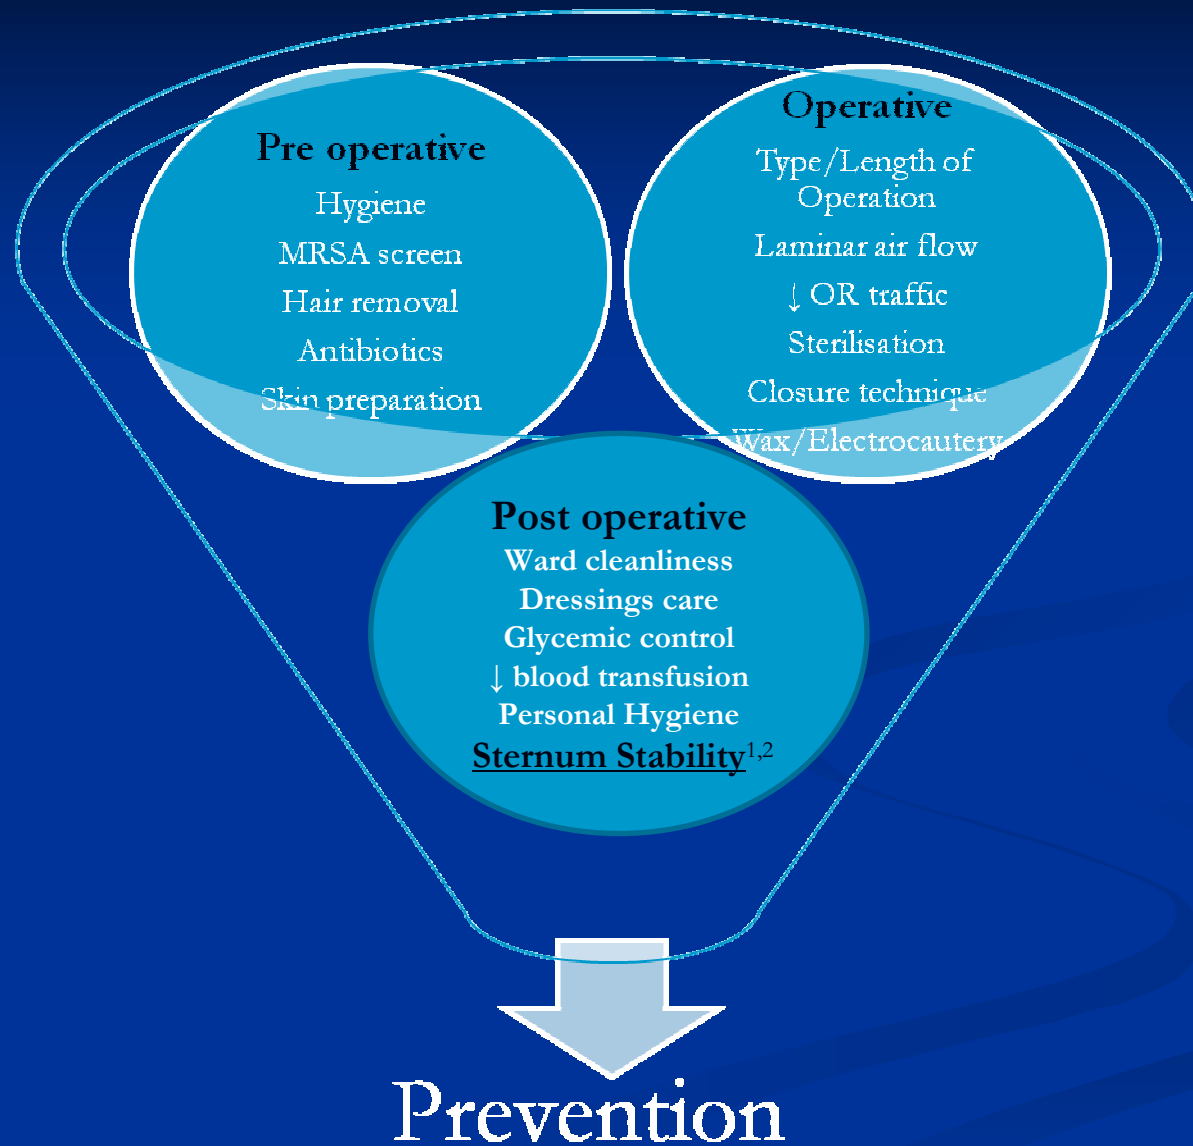 Pre operative
Hygiene
MRSA screen
Hair removal
Antibiotics
Skin preparation
Operative
Type/Length of
Operation
Laminar air flow
↓ OR traffic
Sterilisation
Closure technique
Wax/Electrocautery
Post operative
Ward cleanliness
Dressings care
Glycemic control
↓ blood transfusion
Personal Hygiene
Sternum Stability1,2
Prevention